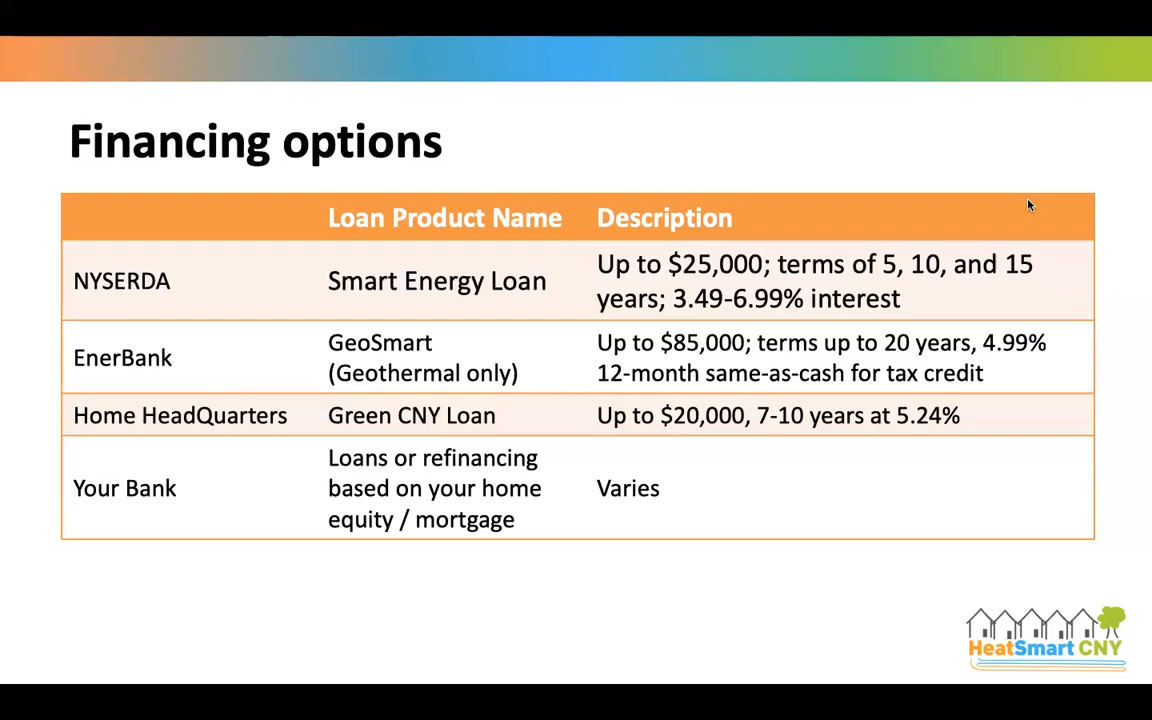 Financing options
Loan Product Name Description
NYSERDA Smart Energy Loan Up to $25,000; terms of 5, 10, and 15
years; 3.49-6.99% interest
EnerBank GeoSmart
(Geothermal only) Up to $85,000; terms up to 20 years, 4.99%
12-month same-as-cash for tax credit
Home HeadQuarters Green CNY Loan Up to $20,000, 7-10 years at 5.24%
Your Bank Loans or refinancing
based on your home
equity / mortgage Varies
HeatSmart CNY